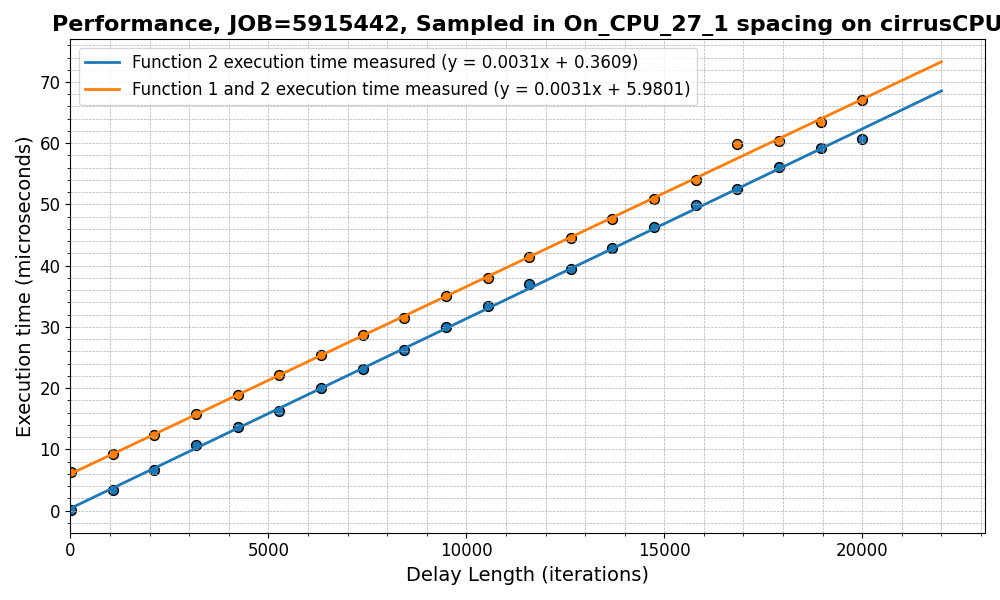 Performance, JOB=5915442, Sampled in On_CPU_27_1 spacing on cirrusCPU
Function 2 execution time measured (y = 0.0031x + 0.3609)
Function 1 and 2 execution time measured (y = 0.0031x + 5.9801)
Execution time (microseconds)
70
60
50
40
30
20
10
0
0 5000 10000 15000 20000
Delay Length (iterations)